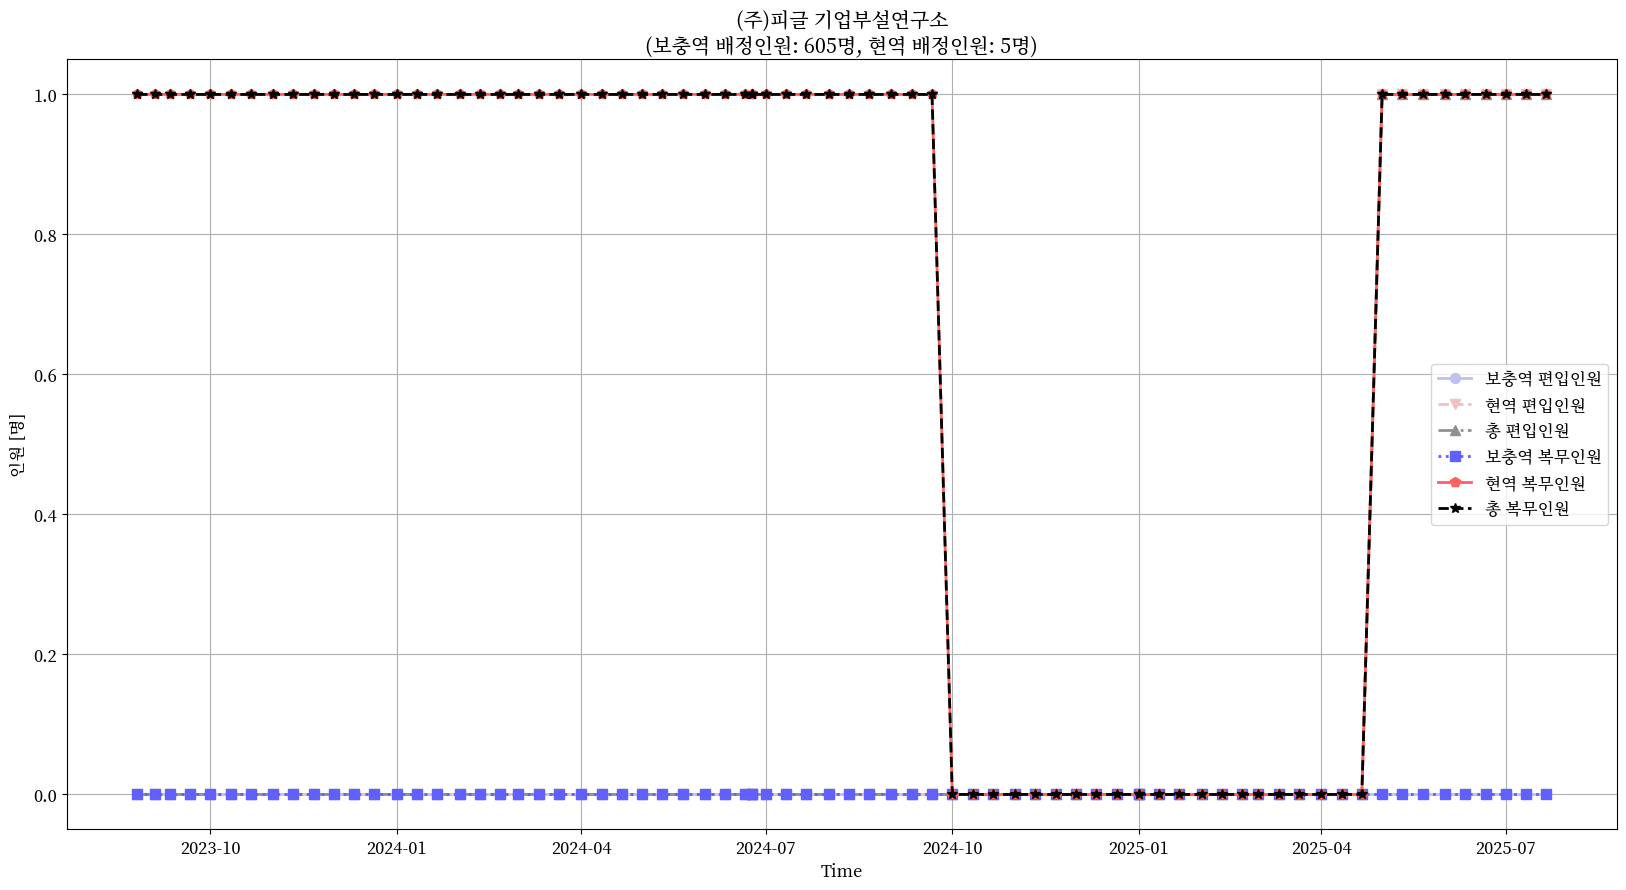 (주)피글 기업부설연구소
(보충역 배정인원: 605명, 현역 배정인원: 5명)
1.0
0.8
0.6
0.4
0.2
0.0
인원 [명]
보충역 편입인원
현역 편입인원
총 편입인원
보충역 복무인원
현역 복무인원
총 복무인원
2023-10
2024-01
2024-04
2024-07
2024-10
2025-01
2025-04
2025-07
Time